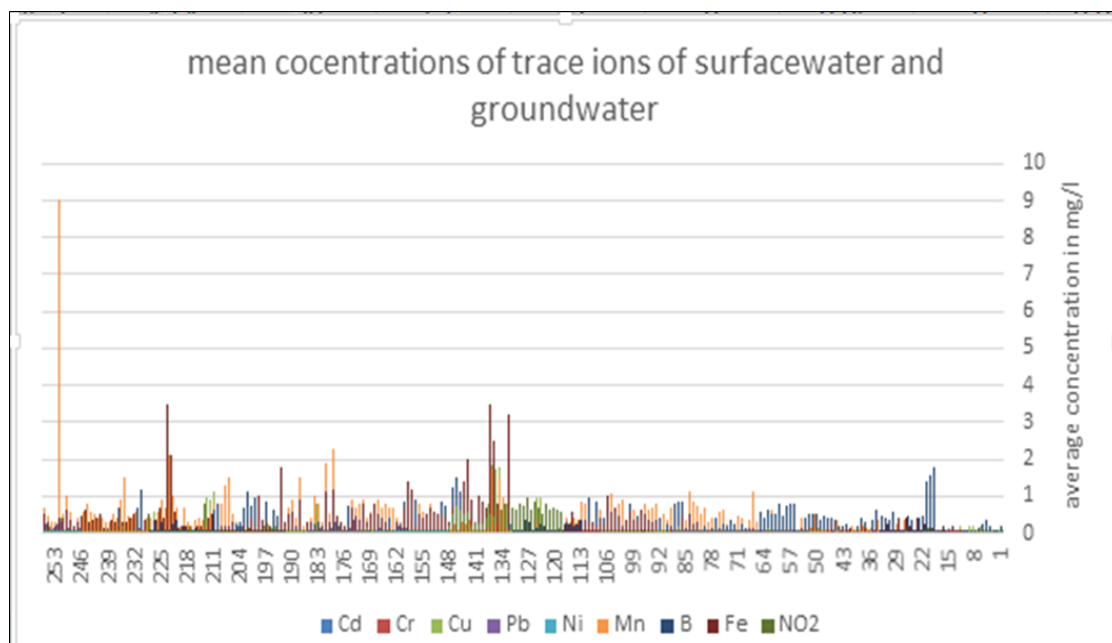 mean cocentrations of trace ions of surfacewater and
groundwater
10
9
8
7
6
5
4
3
2
1
0
average concentration in mg/l
253 246 239 232 225 218 211 204 197 190 183 176 169 162 155 148 141 134 127 120 113 106 99 92 85 78 71 64 57 50 43 36 29 22 15 8 1
Cd Cr Cu Pb Ni Mn B Fe NO2